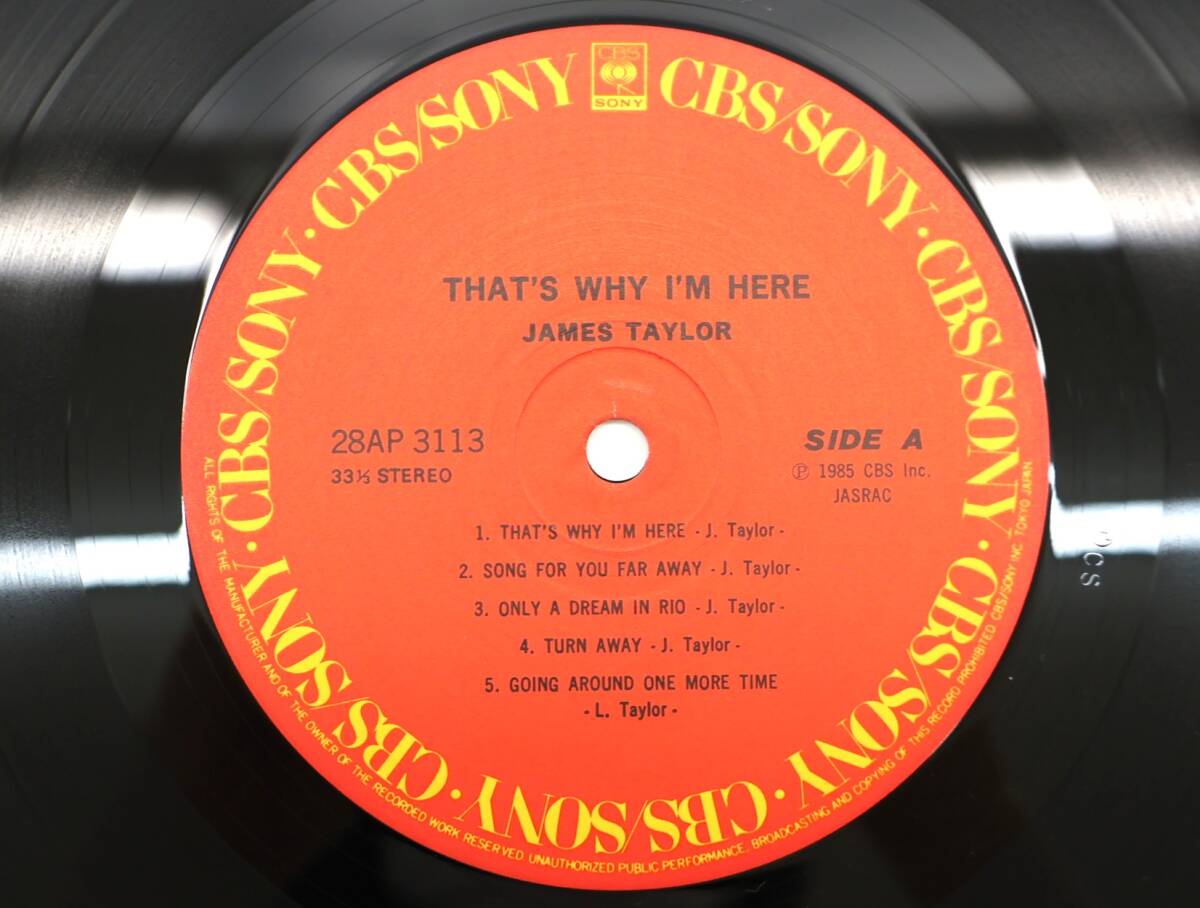 CBS
SONY
CBS/SONY · CBS/SONY · CBS/SONY · CBS/SONY · CBS/SONY · CBS/SONY · CBS/SONY · CBS/SONY
THAT'S WHY I'M HERE
JAMES TAYLOR
28AP 3113
33⅓ STEREO
SIDE A
Ⓟ 1985 CBS Inc.
JASRAC
1. THAT'S WHY I'M HERE - J. Taylor -
2. SONG FOR YOU FAR AWAY - J. Taylor -
3. ONLY A DREAM IN RIO - J. Taylor -
4. TURN AWAY - J. Taylor -
5. GOING AROUND ONE MORE TIME
- L. Taylor -
ALL RIGHTS OF THE MANUFACTURER AND OF THE OWNER OF THE RECORDED WORK RESERVED. UNAUTHORIZED PUBLIC PERFORMANCE, BROADCASTING AND COPYING OF THIS RECORD PROHIBITED CBS/SONY INC. TOKYO JAPAN